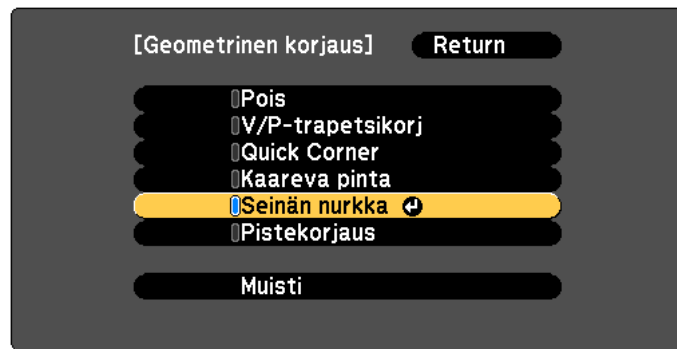 [Geometrinen korjaus] Return
Pois
V/P-trapetsikorj
Quick Corner
Kaareva pinta
Seinän nurkka
Pistekorjaus
Muisti